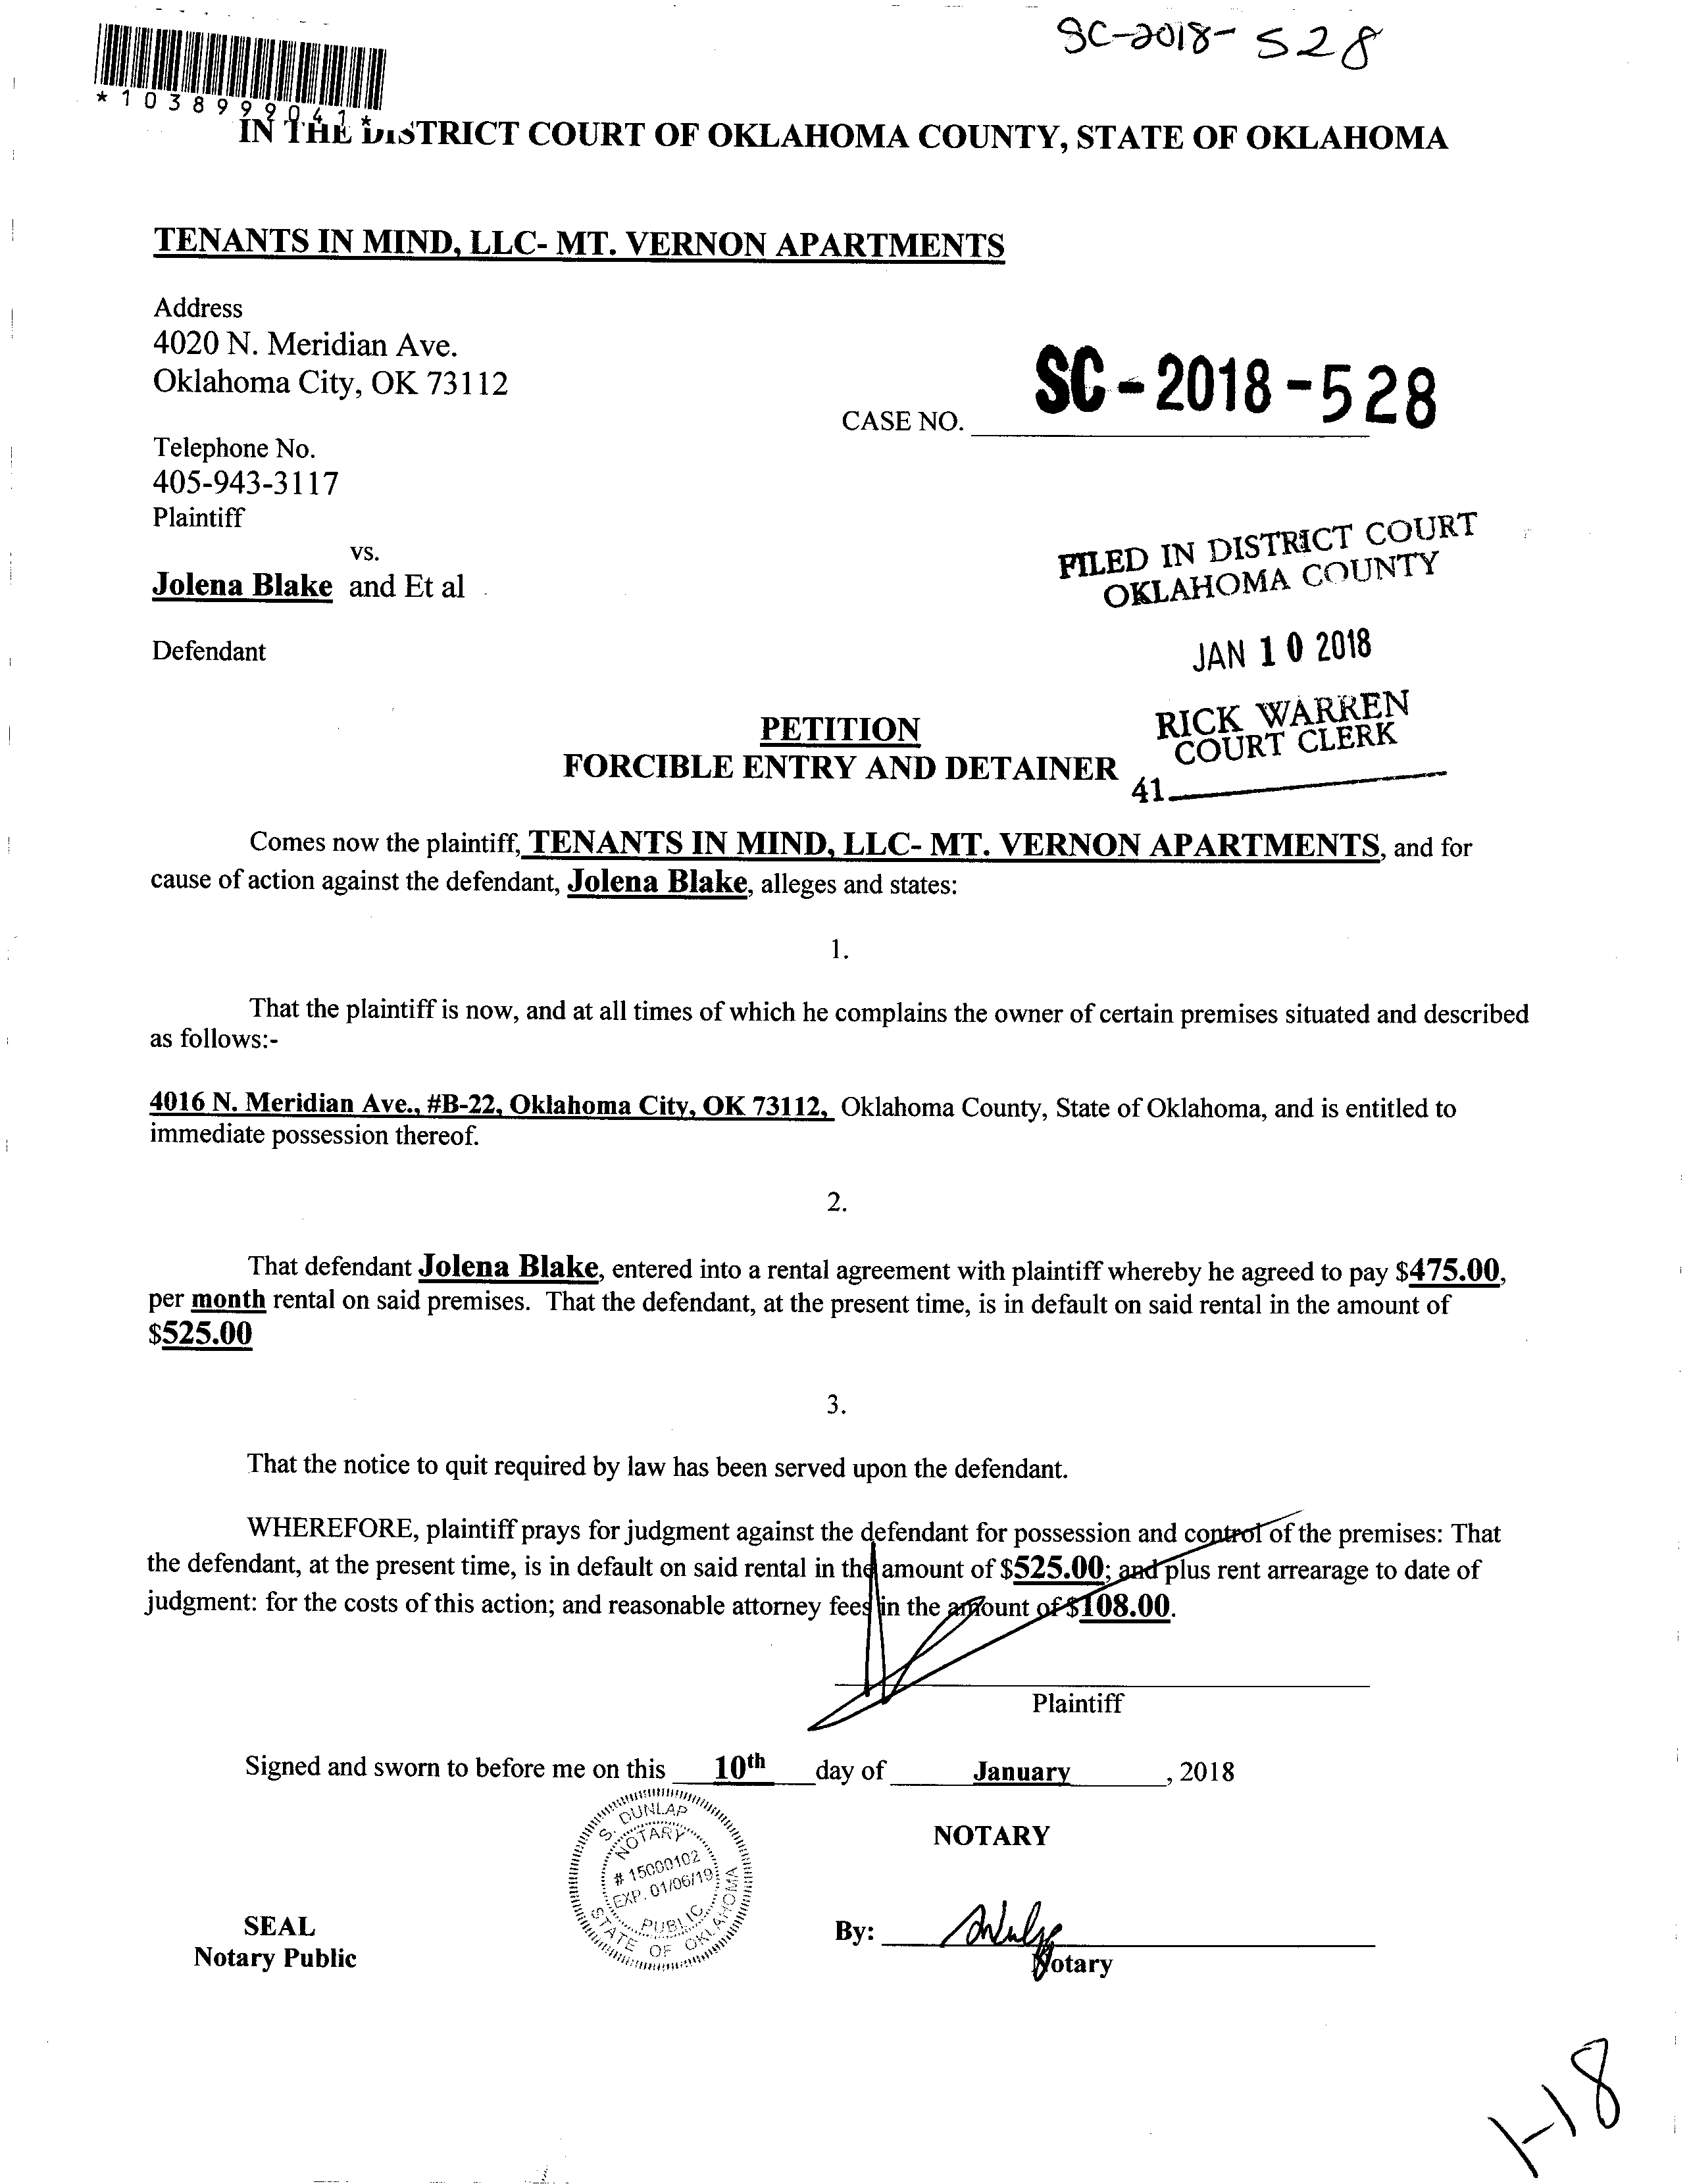 SC-2018-528
*1038999041*
IN THE DISTRICT COURT OF OKLAHOMA COUNTY, STATE OF OKLAHOMA
TENANTS IN MIND, LLC- MT. VERNON APARTMENTS
Address
4020 N. Meridian Ave.
Oklahoma City, OK 73112
CASE NO. SC-2018-528
Telephone No.
405-943-3117
Plaintiff
vs.
Jolena Blake and Et al
Defendant
FILED IN DISTRICT COURT
OKLAHOMA COUNTY
JAN 10 2018
RICK WARREN
COURT CLERK
41
PETITION
FORCIBLE ENTRY AND DETAINER
Comes now the plaintiff, TENANTS IN MIND, LLC- MT. VERNON APARTMENTS, and for
cause of action against the defendant, Jolena Blake, alleges and states:
1.
That the plaintiff is now, and at all times of which he complains the owner of certain premises situated and described
as follows:-
4016 N. Meridian Ave., #B-22, Oklahoma City, OK 73112, Oklahoma County, State of Oklahoma, and is entitled to
immediate possession thereof.
2.
That defendant Jolena Blake, entered into a rental agreement with plaintiff whereby he agreed to pay $475.00,
per month rental on said premises. That the defendant, at the present time, is in default on said rental in the amount of
$525.00
3.
That the notice to quit required by law has been served upon the defendant.
WHEREFORE, plaintiff prays for judgment against the defendant for possession and control of the premises: That
the defendant, at the present time, is in default on said rental in the amount of $525.00; and plus rent arrearage to date of
judgment: for the costs of this action; and reasonable attorney fees in the amount of $108.00.
Plaintiff
Signed and sworn to before me on this 10th day of January, 2018
S. DUNLAP
NOTARY
# 15000102
EXP. 01/06/19
PUBLIC
STATE OF OKLAHOMA
NOTARY
SEAL
Notary Public
By:
Notary
1-18